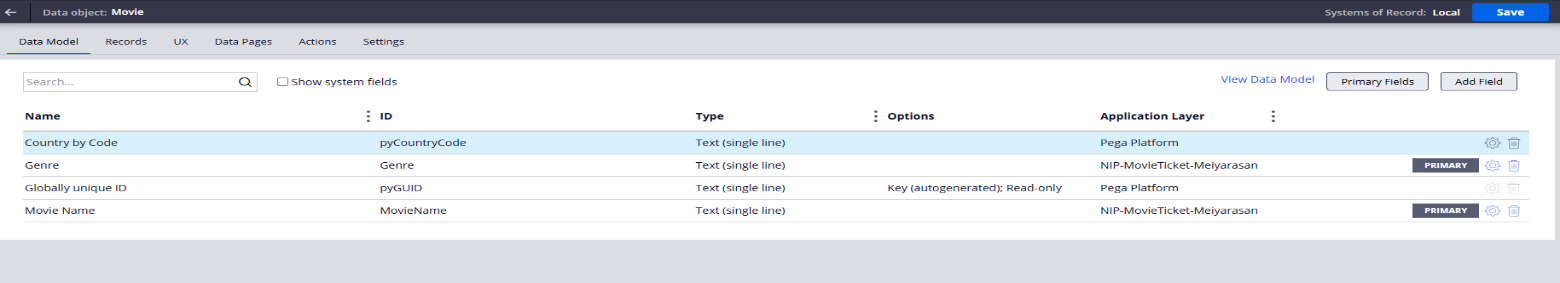 Data object: Movie Systems of Record: Local Save
Data Model Records UX Data Pages Actions Settings
Search... Show system fields View Data Model Primary Fields Add Field
Name ID Type Options Application Layer
Country by Code pyCountryCode Text (single line) Pega Platform
Genre Genre Text (single line) NIP-MovieTicket-Meiyarasan PRIMARY
Globally unique ID pyGUID Text (single line) Key (autogenerated); Read-only Pega Platform
Movie Name MovieName Text (single line) NIP-MovieTicket-Meiyarasan PRIMARY